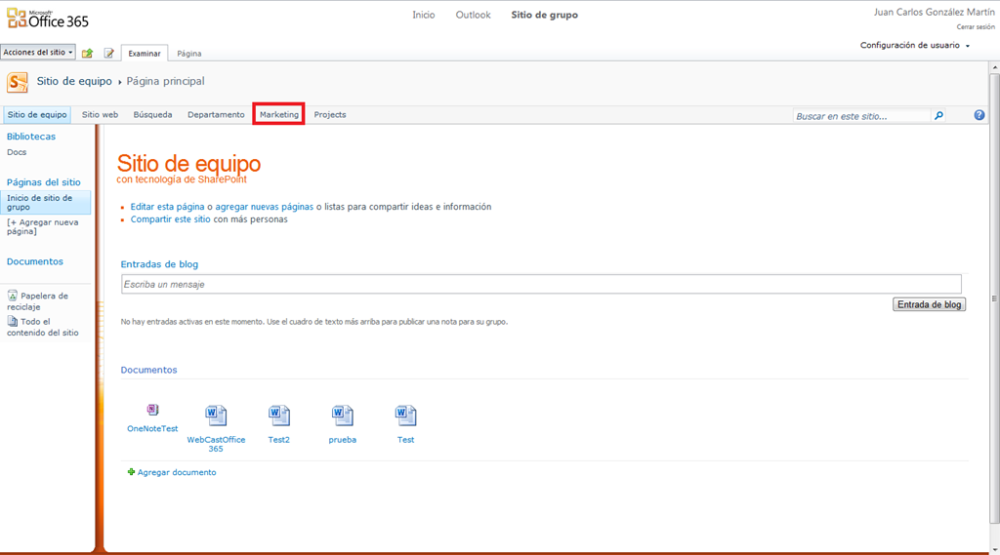 Microsoft®
Office 365
Inicio Outlook Sitio de grupo
Juan Carlos González Martín
Cerrar sesión
Acciones del sitio
Examinar Página
Configuración de usuario
Sitio de equipo Página principal
Sitio de equipo Sitio web Búsqueda Departamento Marketing Projects
Buscar en este sitio...
Bibliotecas
Docs
Páginas del sitio
Inicio de sitio de
grupo
[+ Agregar nueva
página]
Documentos
Papelera de
reciclaje
Todo el
contenido del sitio
Sitio de equipo
con tecnología de SharePoint
Editar esta página o agregar nuevas páginas o listas para compartir ideas e información
Compartir este sitio con más personas
Entradas de blog
Escriba un mensaje
Entrada de blog
No hay entradas activas en este momento. Use el cuadro de texto más arriba para publicar una nota para su grupo.
Documentos
OneNoteTest
WebCastOffice
365
Test2
prueba
Test
Agregar documento